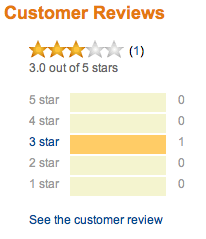 Customer Reviews
(1)
3.0 out of 5 stars
5 star 0
4 star 0
3 star 1
2 star 0
1 star 0
See the customer review